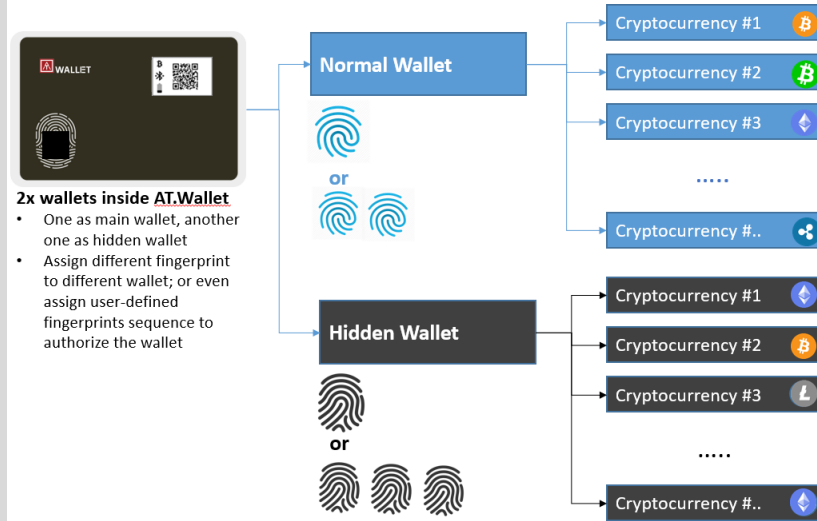 WALLET
2x wallets inside AT.Wallet
• One as main wallet, another
one as hidden wallet
• Assign different fingerprint
to different wallet; or even
assign user-defined
fingerprints sequence to
authorize the wallet
Normal Wallet
or
Hidden Wallet
or
Cryptocurrency #1
Cryptocurrency #2
Cryptocurrency #3
.....
Cryptocurrency #..
Cryptocurrency #1
Cryptocurrency #2
Cryptocurrency #3
.....
Cryptocurrency #..